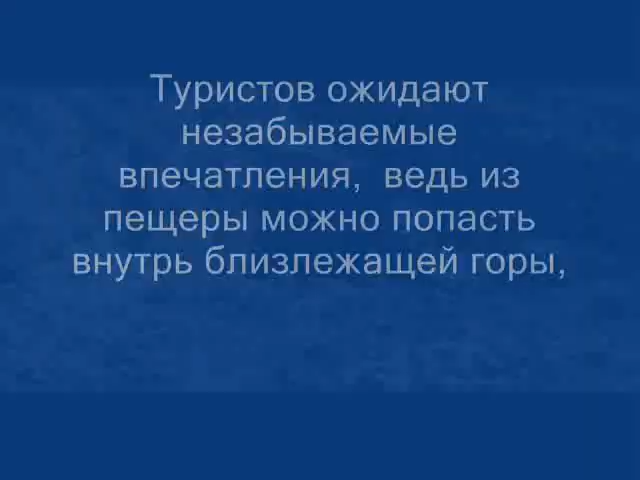 Туристов ожидают
незабываемые
впечатления,  ведь из
пещеры можно попасть
внутрь близлежащей горы,